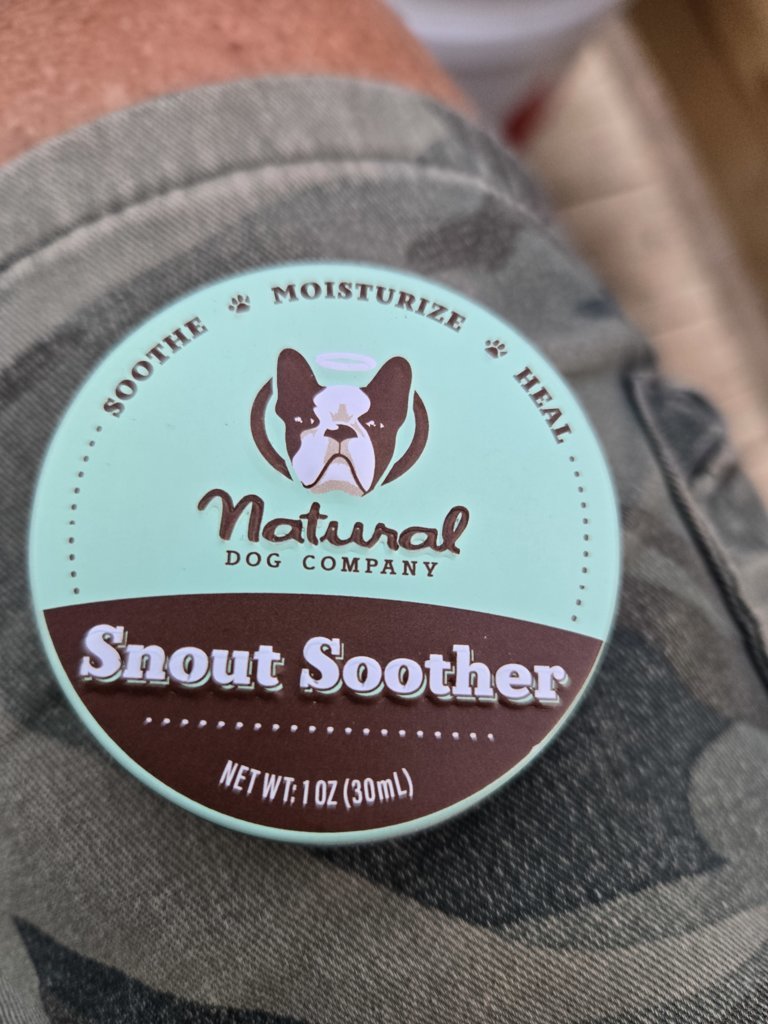 SOOTHE MOISTURIZE HEAL
Natural
DOG COMPANY
Snout Soother
NET WT: 1 OZ (30mL)